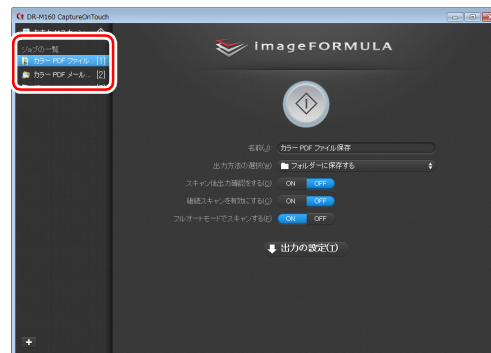 DR-M160 CaptureOnTouch
ジョブの一覧
カラー PDF ファイル [1]
カラー PDF メール... [2]
imageFORMULA
名前(J): カラー PDF ファイル保存
出力方法の選択(W) フォルダーに保存する
スキャン後出力確認をする(C) ON OFF
継続スキャンを有効にする(C) ON OFF
フルオートモードでスキャンする(F) ON OFF
出力の設定(T)